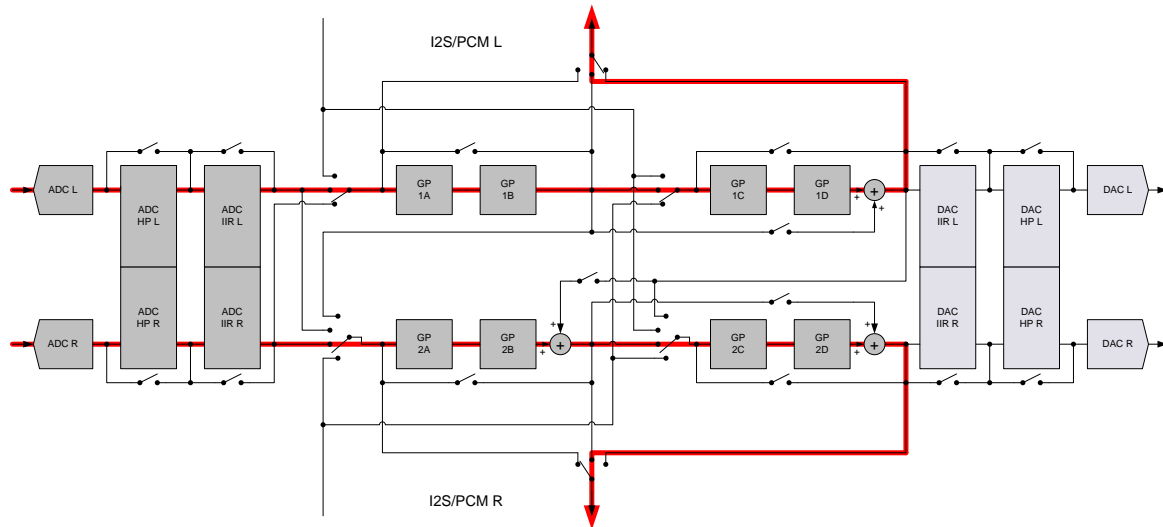 I2S/PCM L
ADC L
ADC
HP L
ADC
IIR L
GP
1A
GP
1B
GP
1C
GP
1D
+
+
+
DAC
IIR L
DAC
HP L
DAC L
ADC R
ADC
HP R
ADC
IIR R
GP
2A
GP
2B
+
+
+
GP
2C
GP
2D
+
+
+
DAC
IIR R
DAC
HP R
DAC R
I2S/PCM R